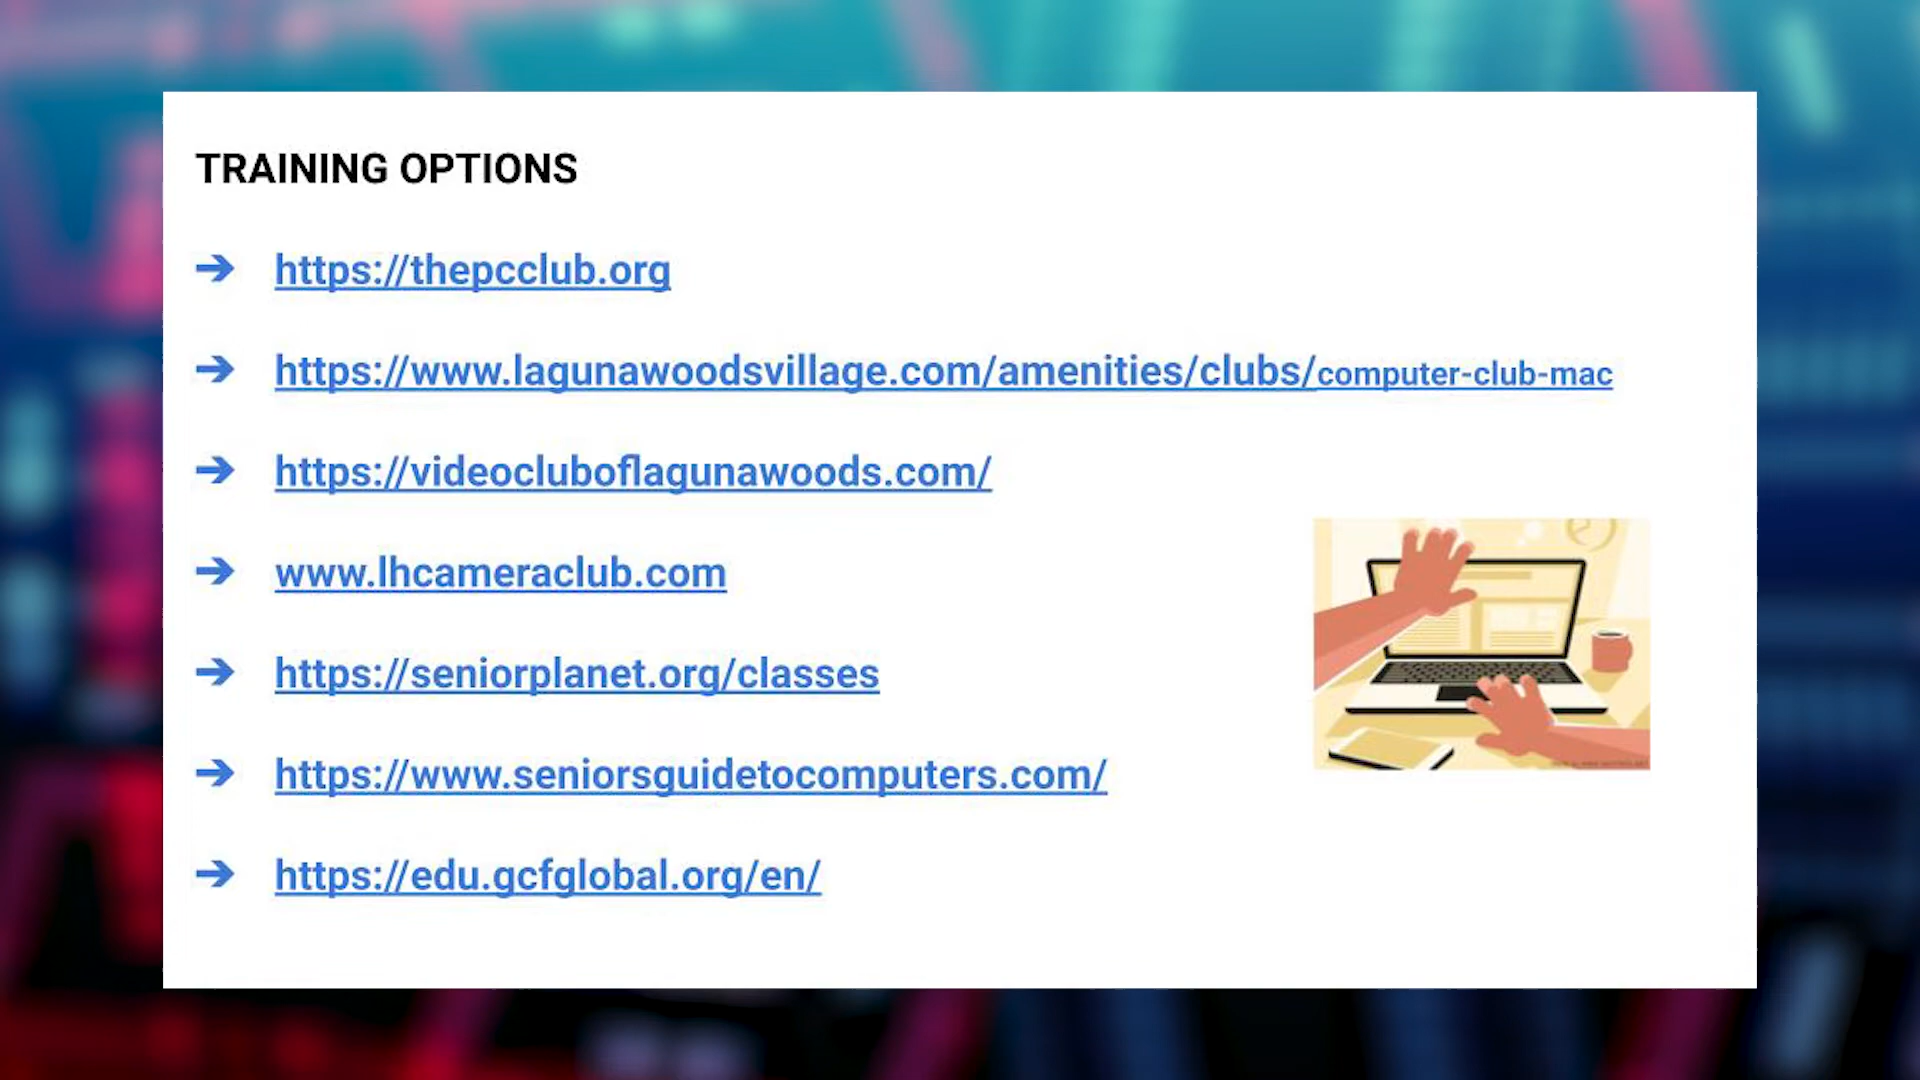 TRAINING OPTIONS
➔ https://thepcclub.org
➔ https://www.lagunawoodsvillage.com/amenities/clubs/computer-club-mac
➔ https://videocluboflagunawoods.com/
➔ www.lhcameraclub.com
➔ https://seniorplanet.org/classes
➔ https://www.seniorsguidetocomputers.com/
➔ https://edu.gcfglobal.org/en/